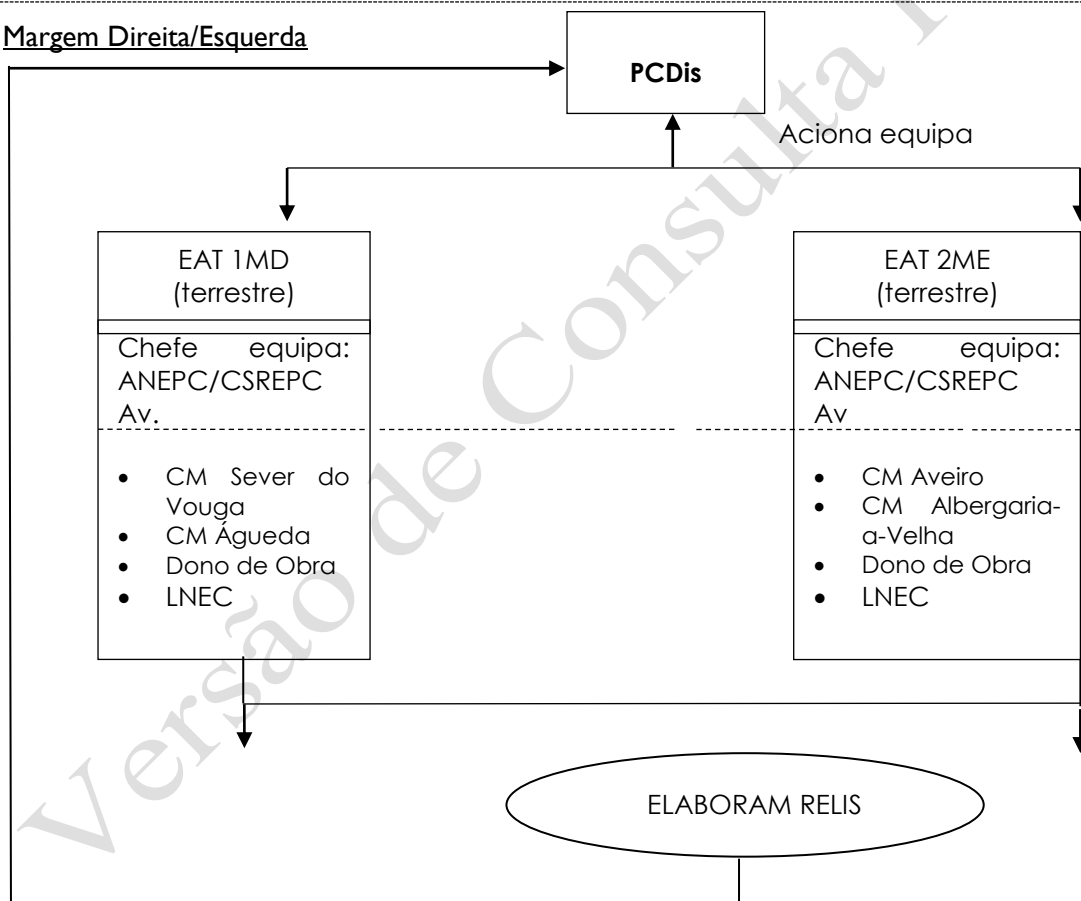 Margem Direita/Esquerda
PCDis
Aciona equipa
EAT 1MD
(terrestre)
Chefe equipa:
ANEPC/CSREPC
Av.
• CM Sever do
Vouga
• CM Águeda
• Dono de Obra
• LNEC
EAT 2ME
(terrestre)
Chefe equipa:
ANEPC/CSREPC
Av
• CM Aveiro
• CM Albergaria-
a-Velha
• Dono de Obra
• LNEC
ELABORAM RELIS
Versão de Consulta